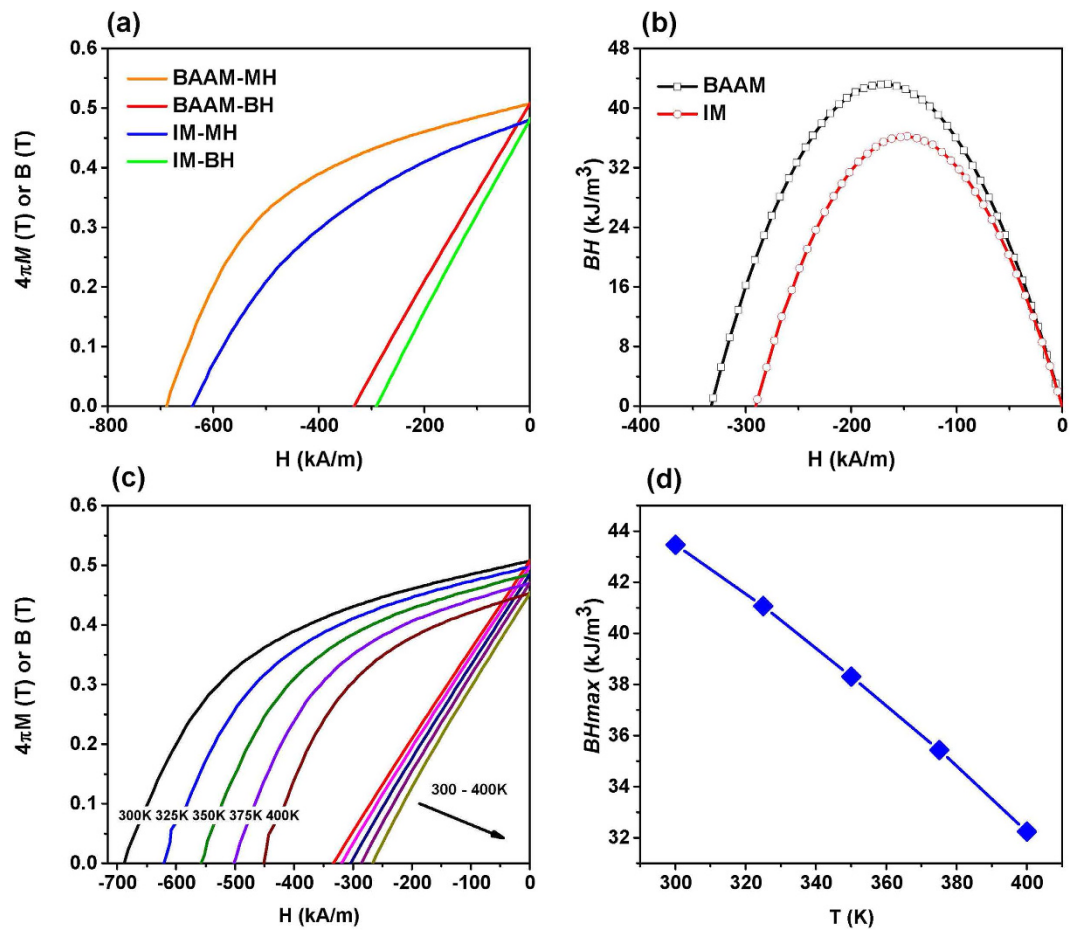 (a)
4πM (T) or B (T)
0.6
0.5
0.4
0.3
0.2
0.1
0.0
BAAM-MH
BAAM-BH
IM-MH
IM-BH
-800 -600 -400 -200 0
H (kA/m)
(b)
BH (kJ/m³)
48
40
32
24
16
8
0
BAAM
IM
-400 -300 -200 -100 0
H (kA/m)
(c)
4πM (T) or B (T)
0.6
0.5
0.4
0.3
0.2
0.1
0.0
300K 325K 350K 375K 400K
300 - 400K
-700 -600 -500 -400 -300 -200 -100 0
H (kA/m)
(d)
BHmax (kJ/m³)
44
42
40
38
36
34
32
300 320 340 360 380 400
T (K)